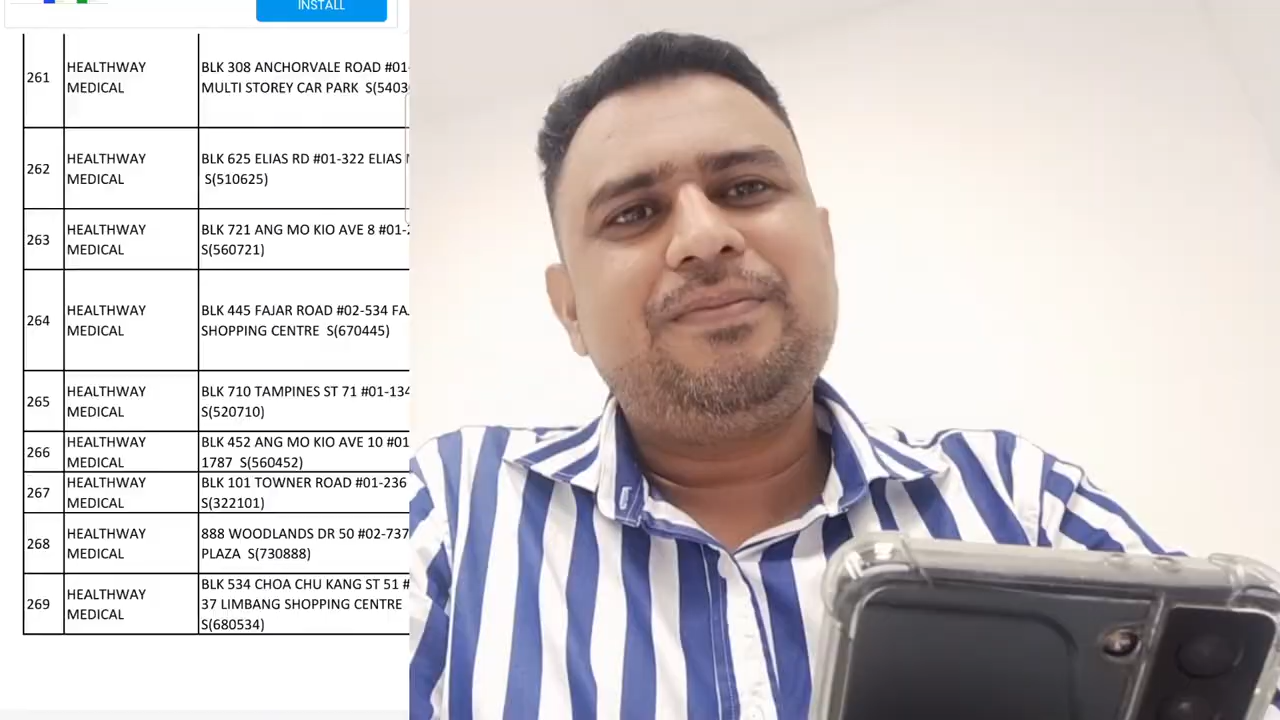 INSTALL
261 HEALTHWAY BLK 308 ANCHORVALE ROAD #01-
MEDICAL MULTI STOREY CAR PARK S(5403
262 HEALTHWAY BLK 625 ELIAS RD #01-322 ELIAS
MEDICAL S(510625)
263 HEALTHWAY BLK 721 ANG MO KIO AVE 8 #01-
MEDICAL S(560721)
264 HEALTHWAY BLK 445 FAJAR ROAD #02-534
MEDICAL SHOPPING CENTRE S(670445)
265 HEALTHWAY BLK 710 TAMPINES ST 71 #01-134
MEDICAL S(520710)
266 HEALTHWAY BLK 452 ANG MO KIO AVE 10 #01
MEDICAL 1787 S(560452)
267 HEALTHWAY BLK 101 TOWNER ROAD #01-236
MEDICAL S(322101)
268 HEALTHWAY 888 WOODLANDS DR 50 #02-737
MEDICAL PLAZA S(730888)
269 HEALTHWAY BLK 534 CHOA CHU KANG ST 51 #
MEDICAL 37 LIMBANG SHOPPING CENTRE
S(680534)